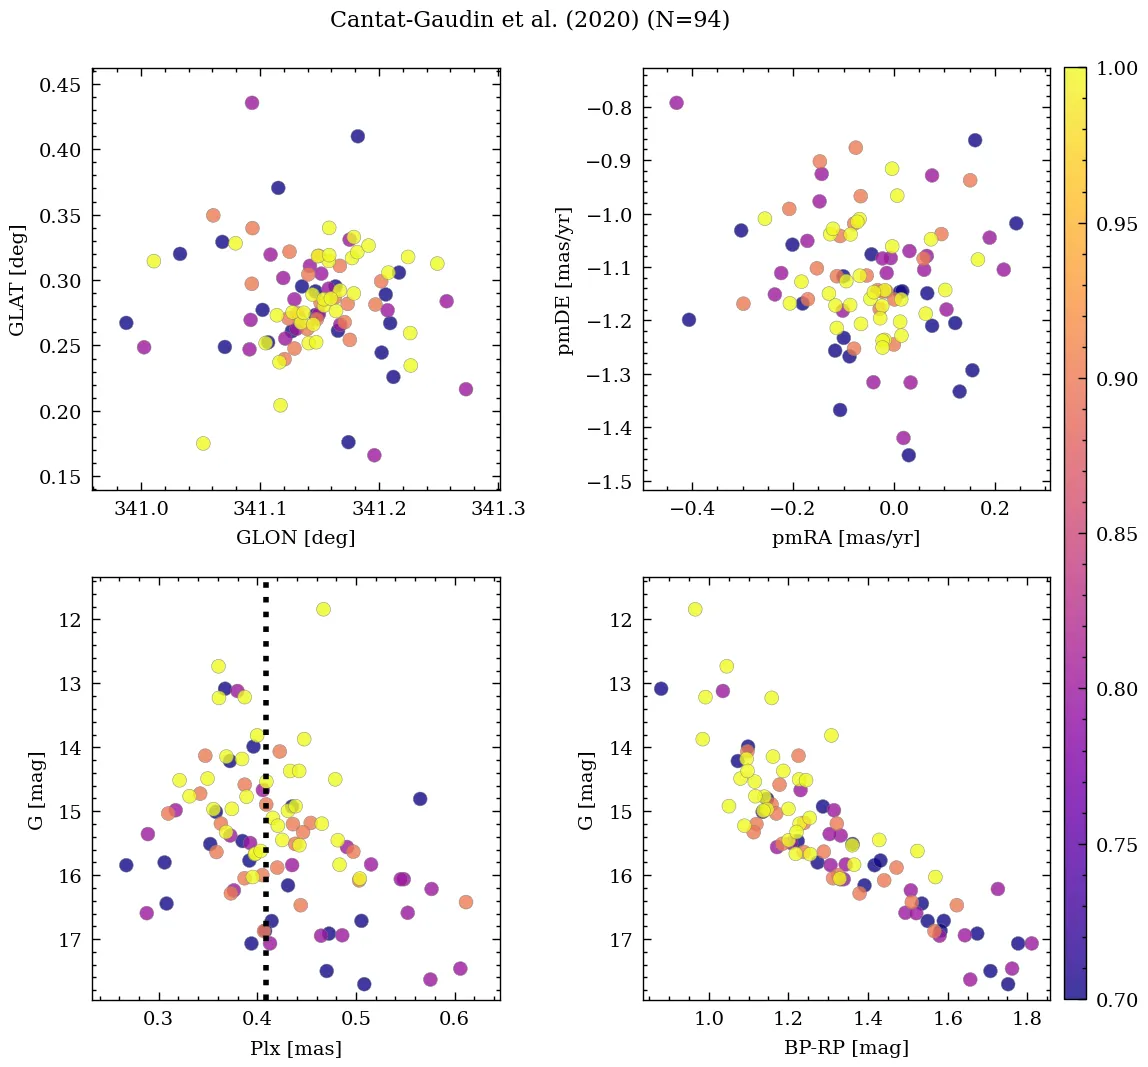 Cantat-Gaudin et al. (2020) (N=94)
0.45
0.40
0.35
0.30
0.25
0.20
0.15
GLAT [deg]
341.0 341.1 341.2 341.3
GLON [deg]
−0.8
−0.9
−1.0
−1.1
−1.2
−1.3
−1.4
−1.5
pmDE [mas/yr]
−0.4 −0.2 0.0 0.2
pmRA [mas/yr]
12
13
14
15
16
17
G [mag]
0.3 0.4 0.5 0.6
Plx [mas]
12
13
14
15
16
17
G [mag]
1.0 1.2 1.4 1.6 1.8
BP-RP [mag]
1.00
0.95
0.90
0.85
0.80
0.75
0.70